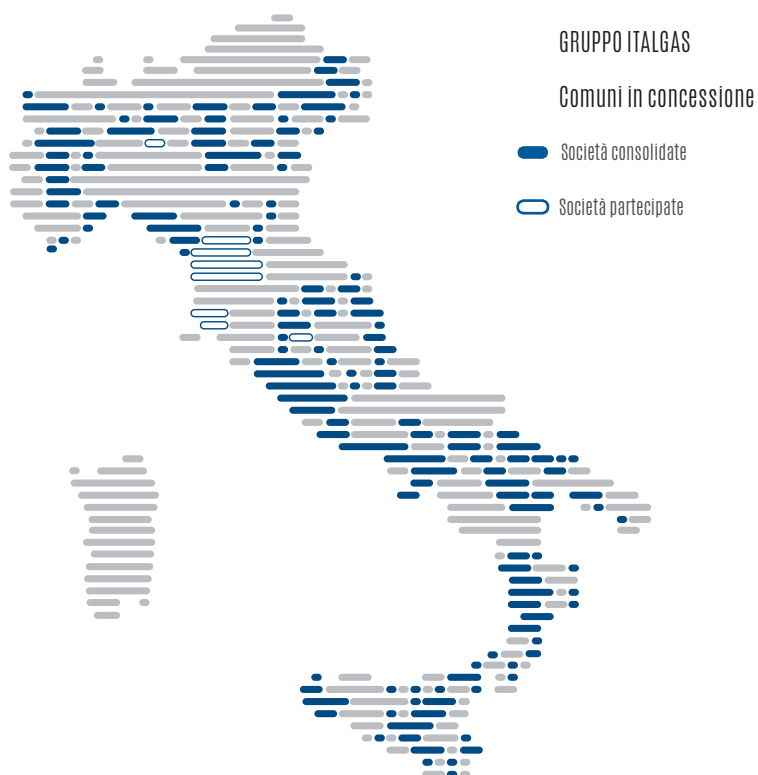 GRUPPO ITALGAS
Comuni in concessione
Società consolidate
Società partecipate